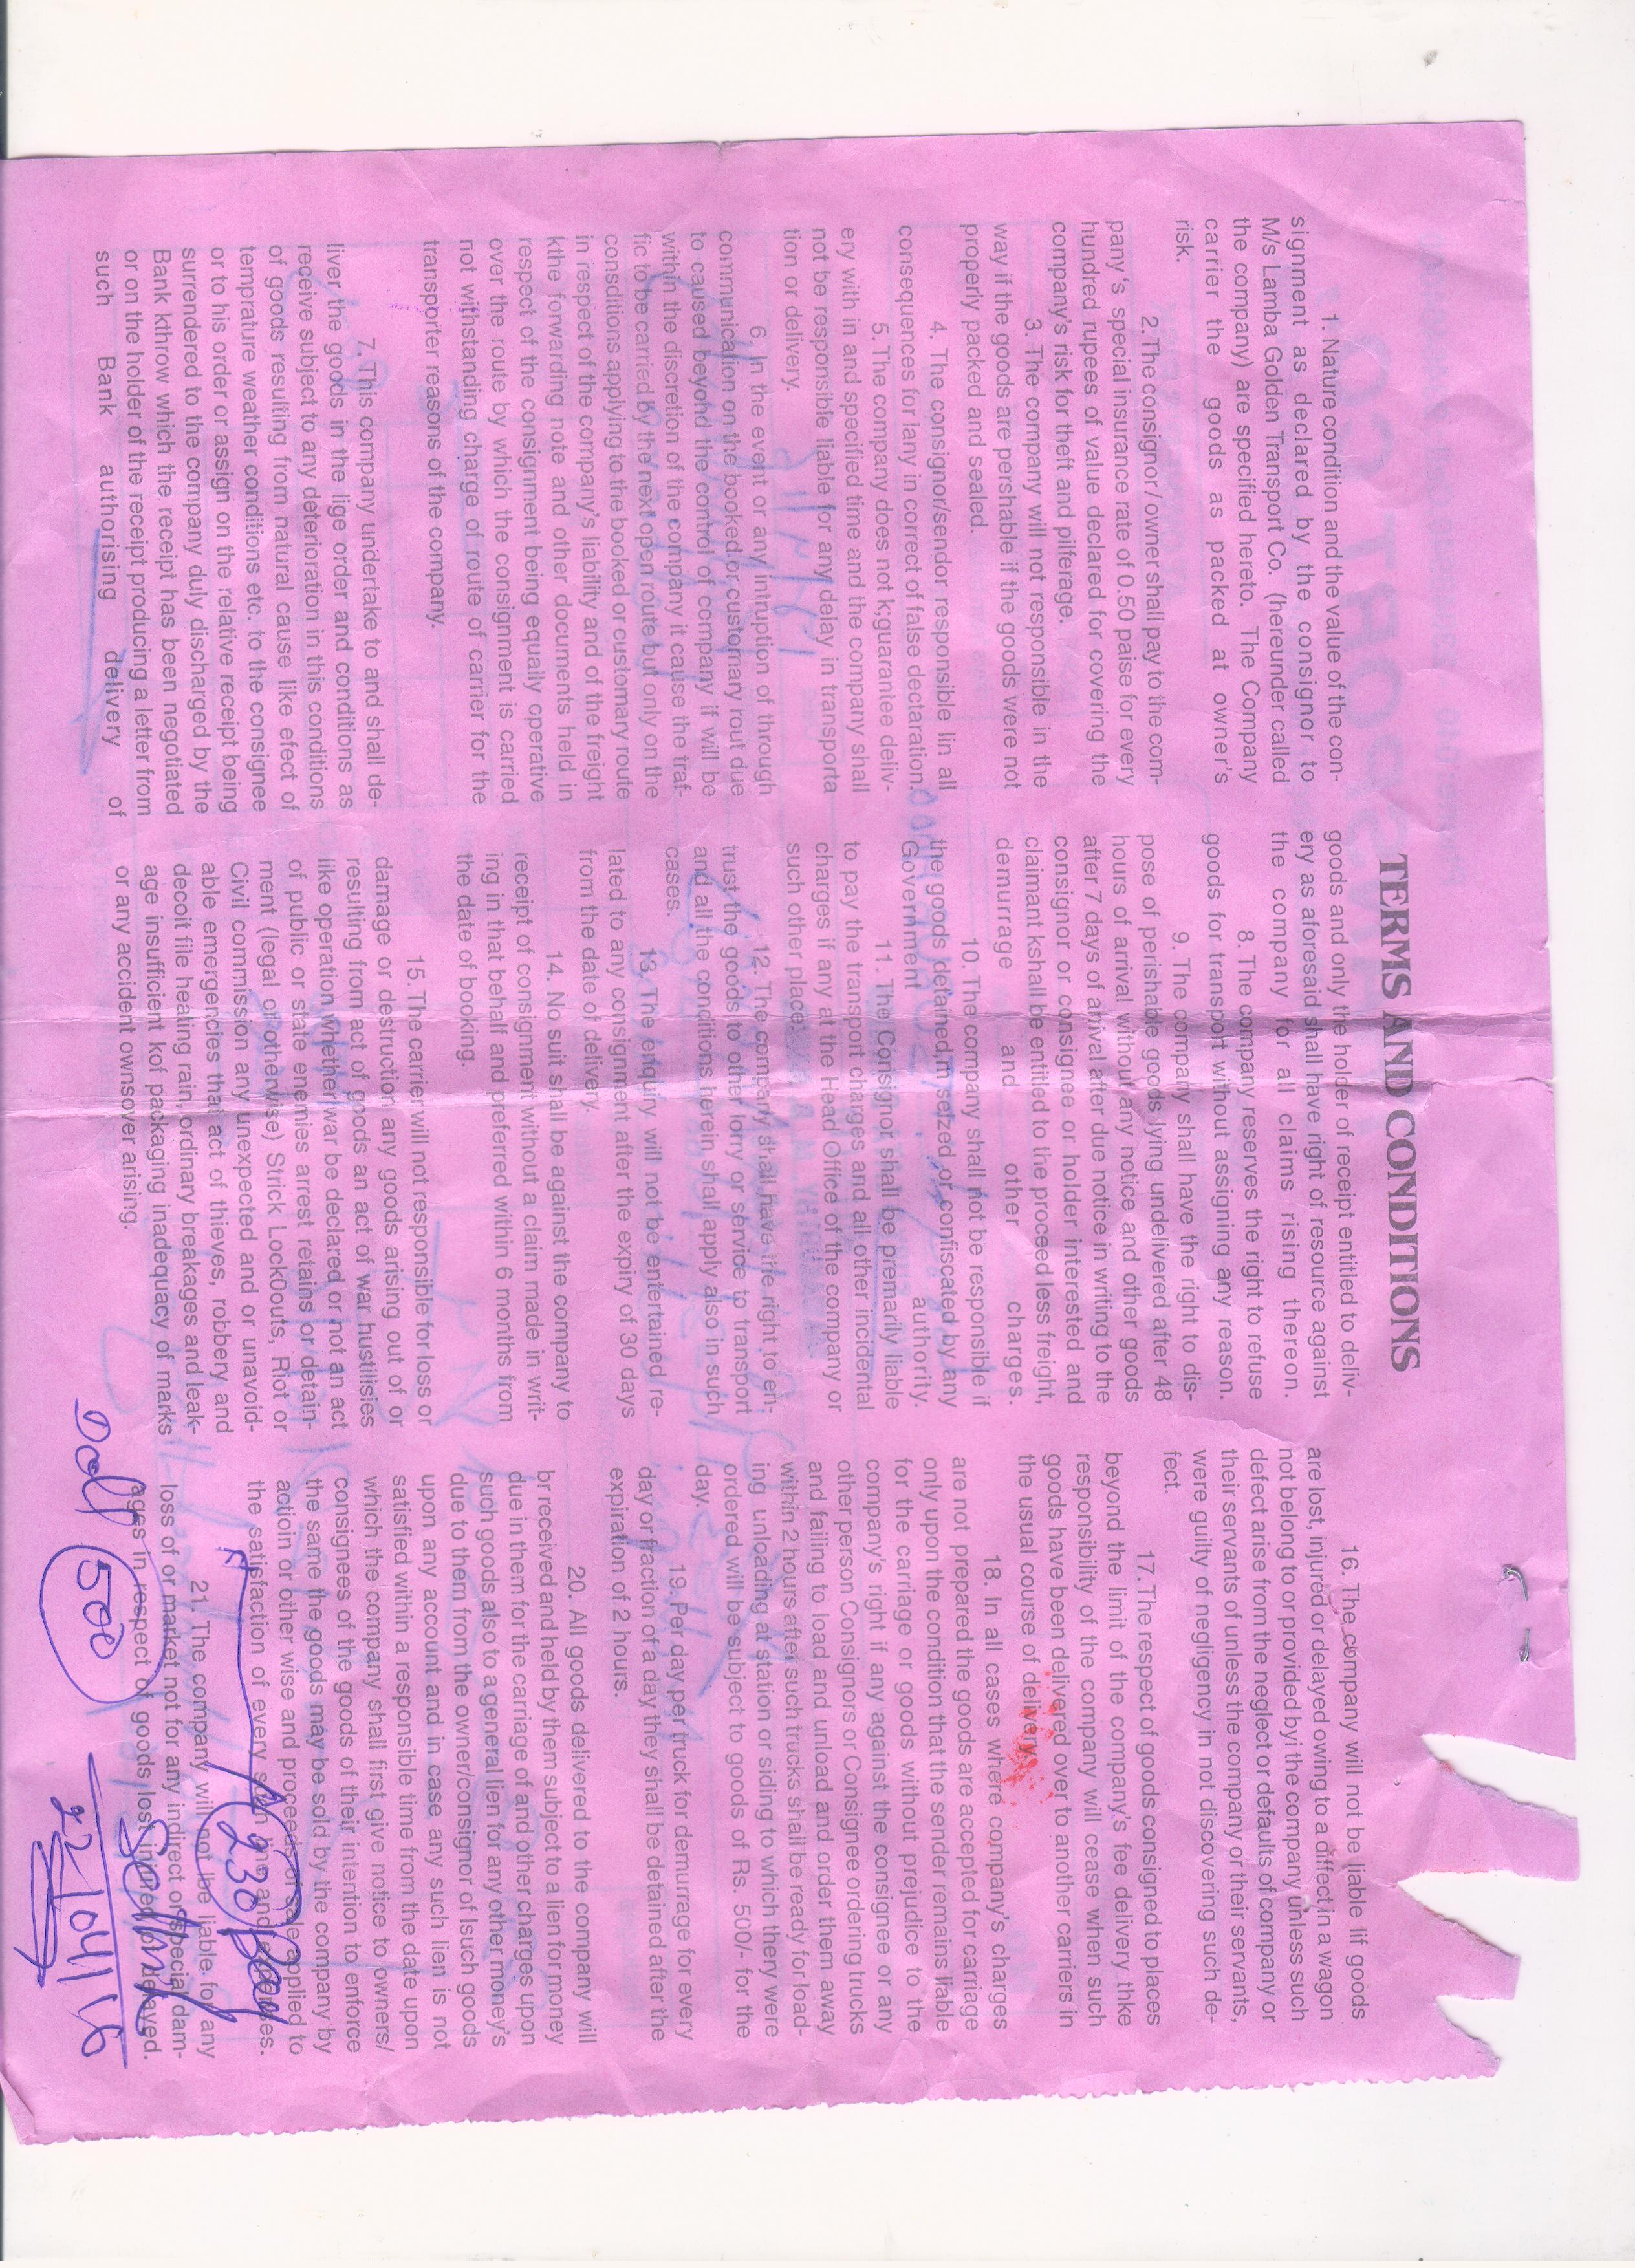 TERMS AND CONDITIONS
1. Nature condition and the value of the con-
signment as declared by the consignor to
M/s Lamba Golden Transport Co. (hereunder called
the company) are specified hereto. The Company
carrier the goods as packed at owner's
risk.
2. The consignor / owner shall pay to the com-
pany's special insurance rate of 0.50 paise for every
hundred rupees of value declared for covering the
company's risk for theft and pilferage.
3. The company will not responsible in the
way if the goods are pershable if the goods were not
properly packed and sealed.
4. The consignor/sendor responsible lin all
consequences for lany in correct of false dectaration.
5. The company does not k;guarantee deliv-
ery with in and specified time and the company shall
not be responsible liable for any delay in transporta
tion or delivery.
6. In the event or any intruption of through
communication on the booked or customary rout due
to caused beyond the control of company if will be
within the discretion of the company it cause the traf-
fic to be carried by the next open route but only on the
consditions applying to the booked or customary route
in respect of the company's liability and of the freight
kthe forwarding note and other documents held in
respect of the consignment being equally operative
over the route by which the consignment is carried
not withstanding charge of route of carrier for the
transporter reasons of the company.
7. This company undertake to and shall de-
liver the goods in the lige order and conditions as
receive subject to any deterioration in this conditions
of goods resulting from natural cause like efect of
temprature weather conditions etc. to the consignee
or to his order or assign on the relative receipt being
surrendered to the company duly discharged by the
Bank kthrow which the receipt has been negotiated
or on the holder of the receipt producing a letter from
such Bank authorising delivery of
goods and only the holder of receipt entitled to deliv-
ery as aforesaid shall have right of resource against
the company for all claims rising thereon.
8. The company reserves the right to refuse
goods for transport without assigning any reason.
9. The company shall have the right to dis-
pose of perishable goods lying undelivered after 48
hours of arrival without any notice and other goods
after 7 days of arrival after due notice in writing to the
consignor or consignee or holder interested and
claimant kshall be entitled to the proceed less freight,
demurrage and other charges.
10. The company shall not be responsible if
the goods detained,m seized or confiscated by any
Government authority.
11. The Consignor shall be premarily liable
to pay the transport charges and all other incidental
charges if any at the Head Office of the company or
such other place.
12. The company shall have the right to en-
trust the goods to other lorry or service to transport
and all the conditions herein shall apply also in such
cases.
13. The enquiry will not be entertained re-
lated to any consignment after the expiry of 30 days
from the date of delivery.
14. No suit shall be against the company to
receipt of consignment without a claim made in writ-
ing in that behalf and preferred within 6 months from
the date of booking.
15. The carrier will not responsible for loss or
damage or destruction any goods arising out of or
resulting from act of goods an act of war hustilisies
like operation whether war be declared or not an act
of public or state enemies arrest retains or detain-
ment (legal or otherwise) Strick Lock0outs, Riot or
Civil commission any unexpected and or unavoid-
able emergencies that act of thieves, robbery and
decoit file heating rain, ordinary breakages and leak-
age insufficient kof packaging inadequacy of marks
or any accident ownsover arising.
16. The company will not be liable lif goods
are lost, injured or delayed owing to a diffect in a wagon
not belong to or provided byi the company unless such
defect arise from the neglect or defaults of company or
their servants of unless the company or their servants,
were guilty of negligency in not discovering such de-
fect.
17. The respect of goods consigned to places
beyond the limit of the company's fee delivery thke
responsibility of the company will cease when such
goods have been delivered over to another carriers in
the usual course of delivery.
18. In all cases where company's charges
are not prepared the goods are accepted for carriage
only upon the condition that the sender remains liable
for the carriage or goods without prejudice to the
company's right if any against the consignee or any
other person Consignors or Consignee ordering trucks
and failing to load and unload and order them away
within 2 hours after such trucks shall be ready for load-
ing unloading at station or siding to which thery were
ordered will be subject to goods of Rs. 500/- for the
day.
19. Per day per truck for demurrage for every
day or fraction of a day they shall be detained after the
expiration of 2 hours.
20. All goods delivered to the company will
br received and held by them subject to a lien for money
due in them for the carriage of and other charges upon
such goods also to a general lien for any other money's
due to them from the owner/consignor of lsuch goods
upon any account and in case any such lien is not
satisfied within a responsible time from the date upon
which the company shall first give notice to owners/
consignees of the goods of their intention to enforce
the same the goods may be sold by the company by
actioin or other wise and proceeds of sale applied to
the satisfaction of every such and
21. The company will not be liable for any
loss of or market not for any indirect or special dam-
ages in respect of goods lost injured or delayed.
500
230 Bag
22/04/16